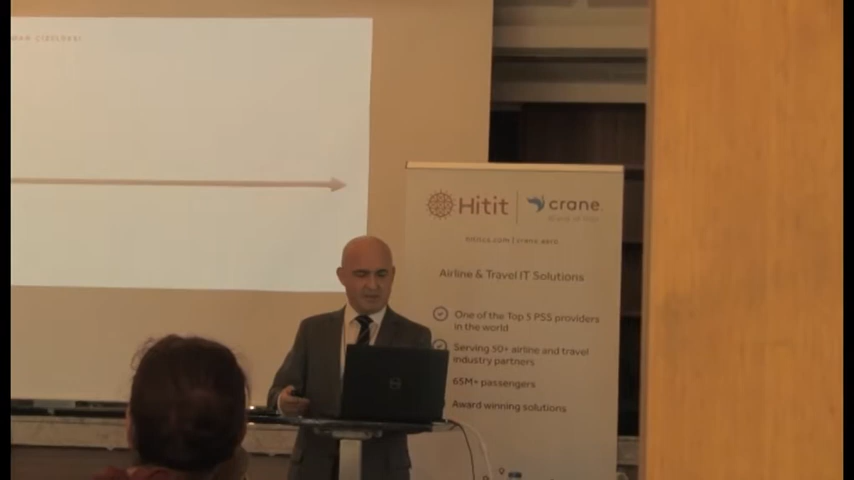 Hitit
crane
Airline & Travel IT Solutions
One of the Top 5 PSS providers
in the world
Serving 50+ airline and travel
industry partners
65M+ passengers
Award winning solutions
DELL